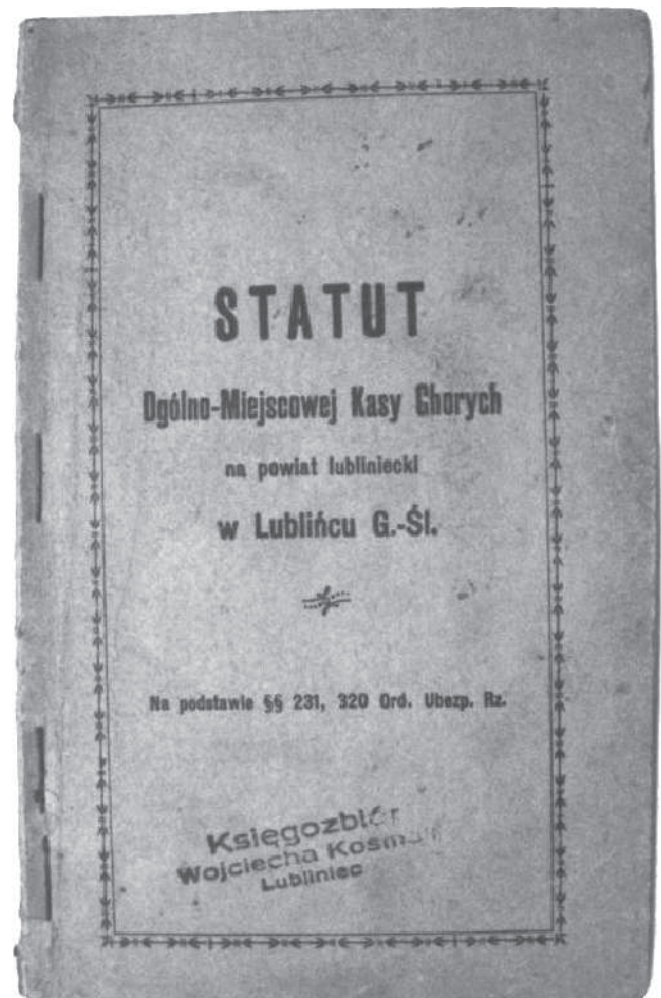 STATUT
Ogólno-Miejscowej Kasy Chorych
na powiat lubliniecki
w Lublińcu G.-Śl.
Na podstawie §§ 231, 320 Ord. Ubezp. Rz.
Księgozbiór
Wojciecha
Lubliniec